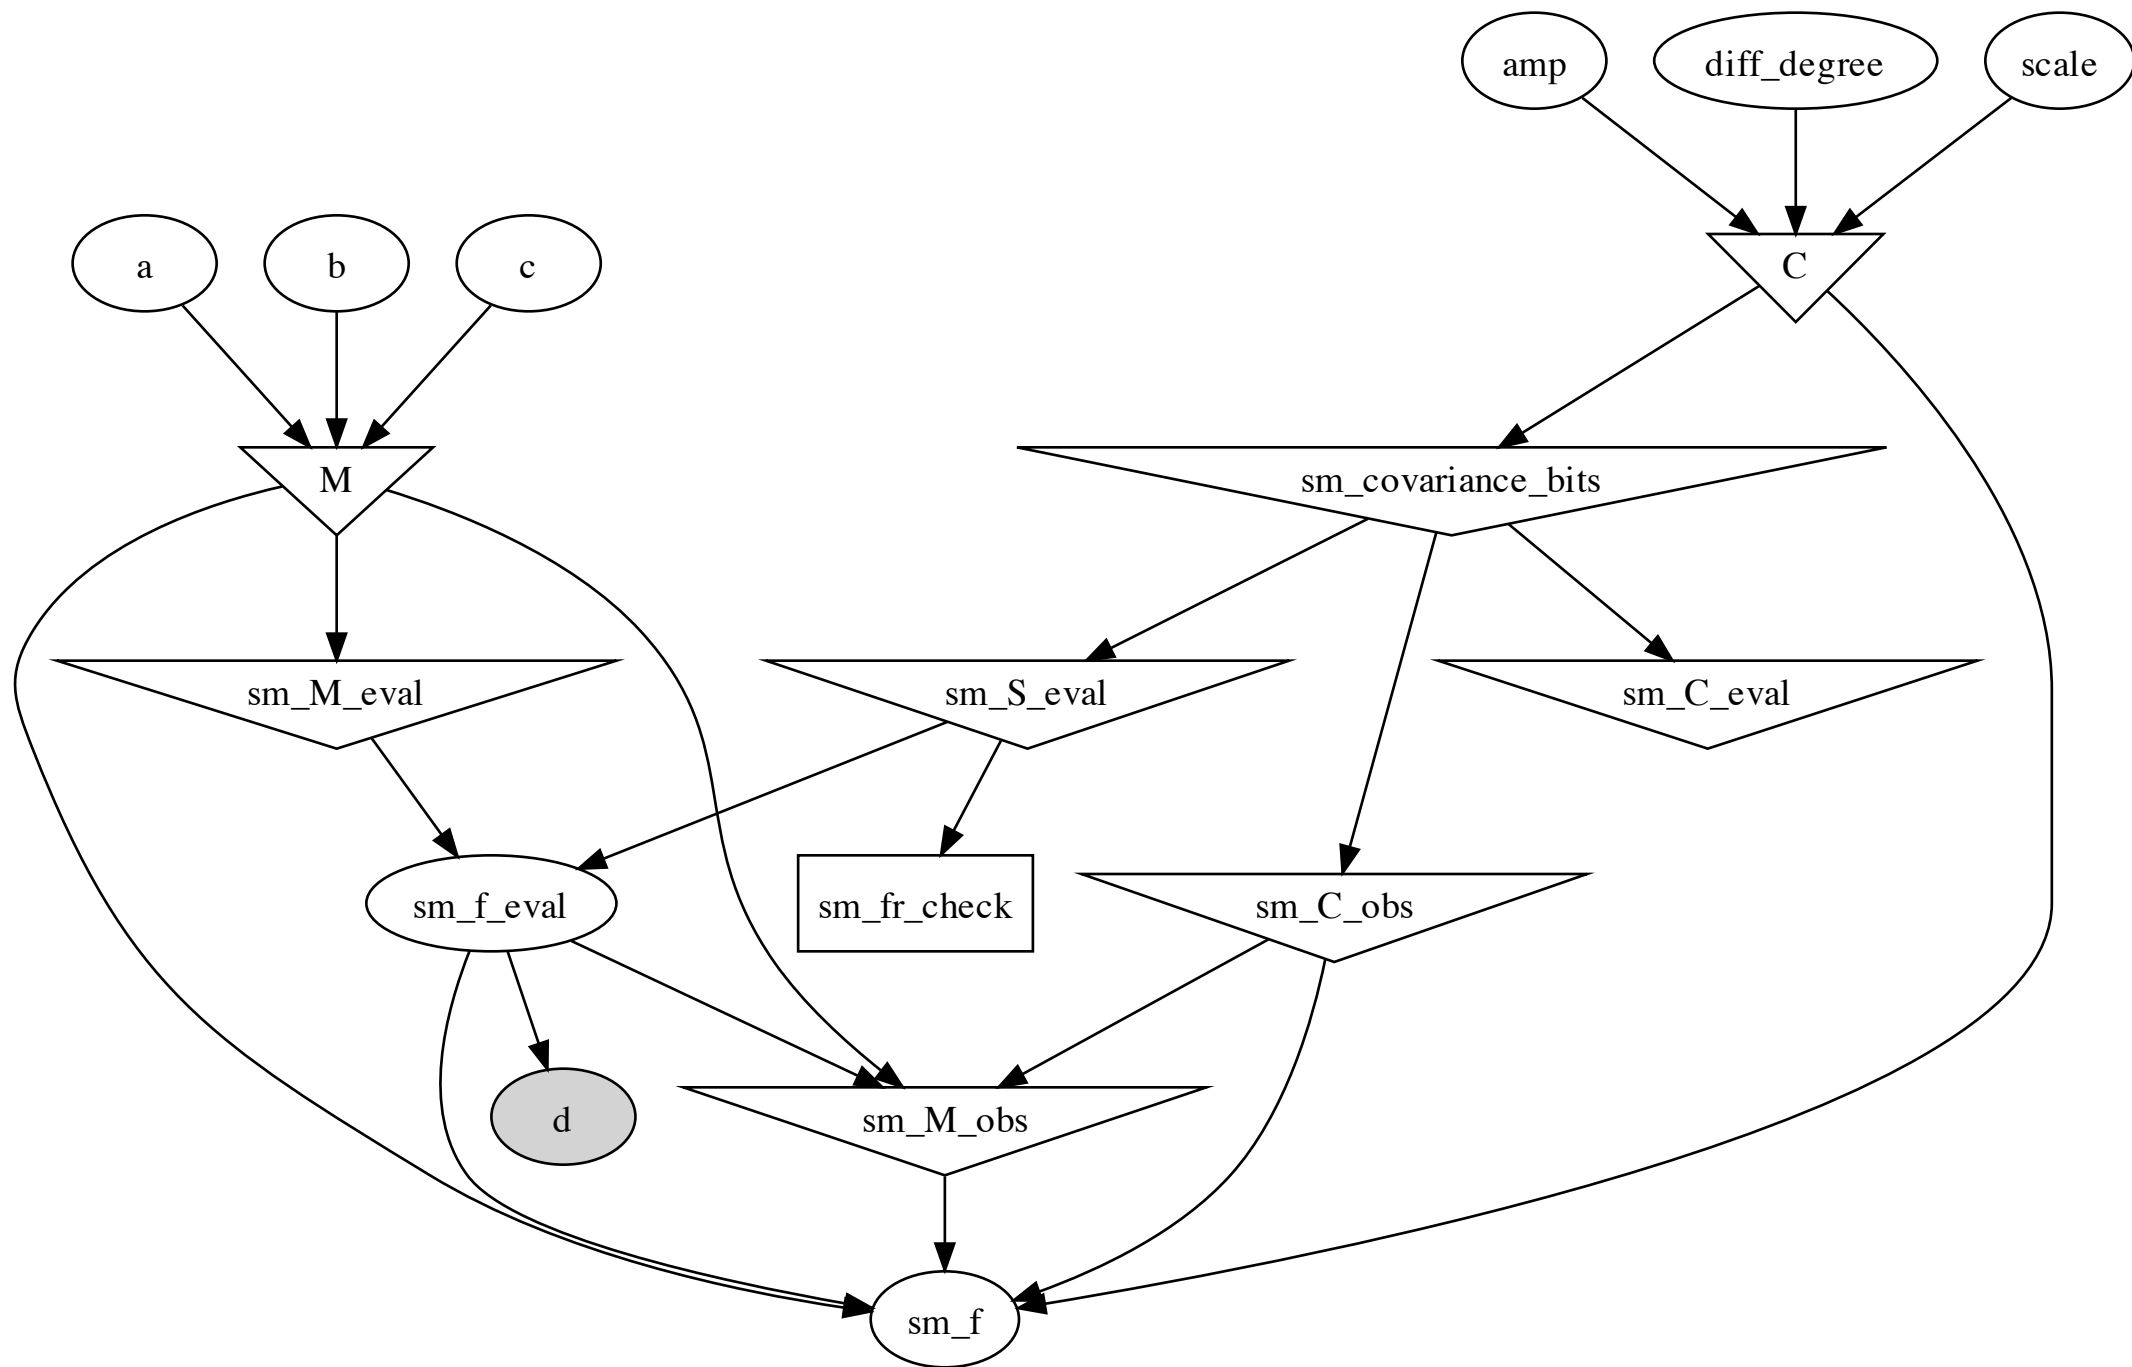 amp
diff_degree
scale
a
b
c
C
M
sm_covariance_bits
sm_M_eval
sm_S_eval
sm_C_eval
sm_f_eval
sm_fr_check
sm_C_obs
d
sm_M_obs
sm_f